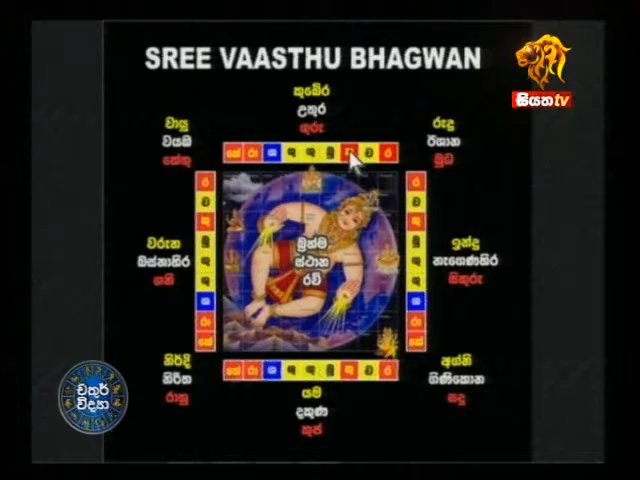 SREE VAASTHU BHAGWAN
සියත tv
කුබේර
උතුර
ගුරු
වායු
වයඹ
කේතු
රුද්‍ර
ඊශාන
බුධ
කේ රා ශ කු ගු බු ච ර
ර
ච
කු
බු
ගු
කු
ශ
රා
කේ
ර
ච
කු
බු
ගු
කු
ශ
රා
කේ
වරුන
බස්නාහිර
ශනි
බ්‍රහ්ම
ස්ථාන
රවි
ඉන්ද්‍ර
නැගෙණහිර
සිකුරු
නිර්දි
නිරිත
රාහු
කේ රා ශ කු ගු බු කු ච ර
යම
දකුණ
කුජ
අග්නි
ගිණිකොන
සඳු
චතුර්
විද්‍යා